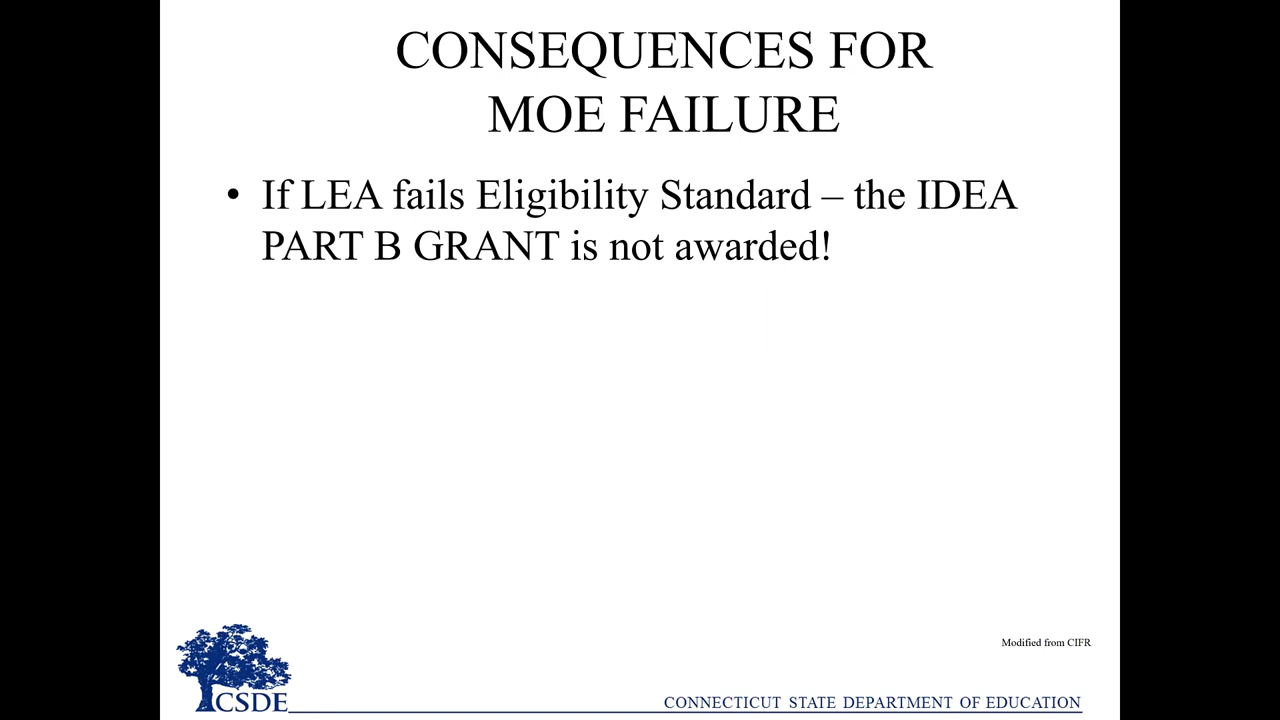 CONSEQUENCES FOR
MOE FAILURE
• If LEA fails Eligibility Standard – the IDEA
PART B GRANT is not awarded!
Modified from CIFR
CSDE
CONNECTICUT STATE DEPARTMENT OF EDUCATION